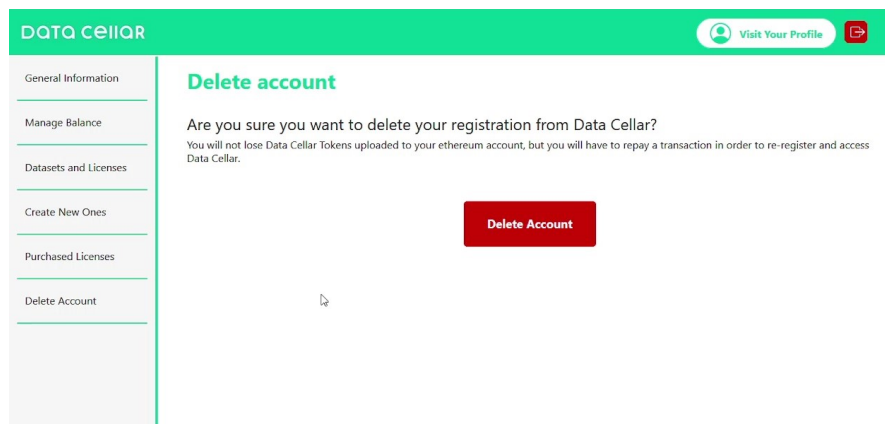 Data Cellar
Visit Your Profile
General Information
Manage Balance
Datasets and Licenses
Create New Ones
Purchased Licenses
Delete Account
Delete account
Are you sure you want to delete your registration from Data Cellar?
You will not lose Data Cellar Tokens uploaded to your ethereum account, but you will have to repay a transaction in order to re-register and access
Data Cellar.
Delete Account